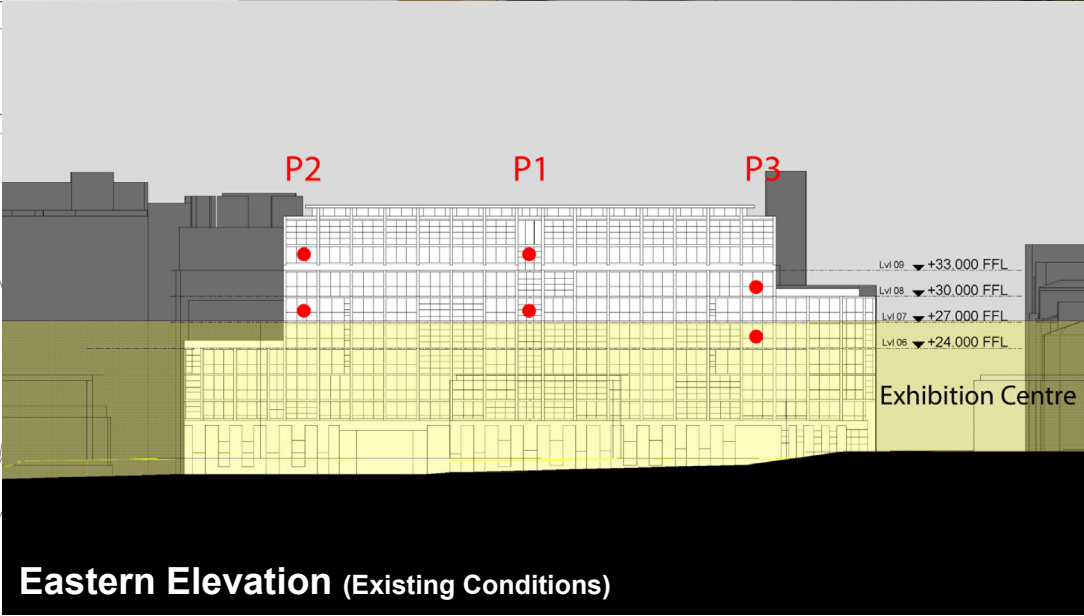 P2 P1 P3
Lvl 09 +33.000 FFL
Lvl 08 +30.000 FFL
Lvl 07 +27.000 FFL
Lvl 06 +24.000 FFL
Exhibition Centre
Eastern Elevation (Existing Conditions)